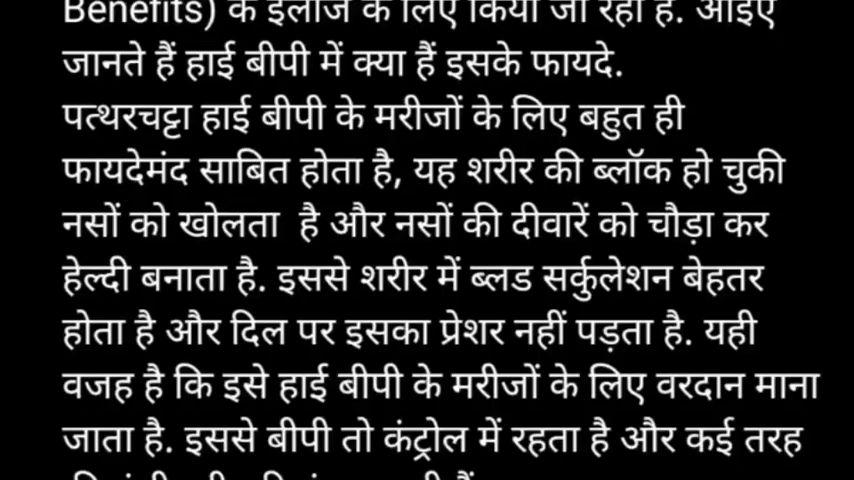 Benefits) के इलाज के लिए किया जा रहा है. आइए
जानते हैं हाई बीपी में क्या हैं इसके फायदे.
पत्थरचट्टा हाई बीपी के मरीजों के लिए बहुत ही
फायदेमंद साबित होता है, यह शरीर की ब्लॉक हो चुकी
नसों को खोलता है और नसों की दीवारें को चौड़ा कर
हेल्दी बनाता है. इससे शरीर में ब्लड सर्कुलेशन बेहतर
होता है और दिल पर इसका प्रेशर नहीं पड़ता है. यही
वजह है कि इसे हाई बीपी के मरीजों के लिए वरदान माना
जाता है. इससे बीपी तो कंट्रोल में रहता है और कई तरह